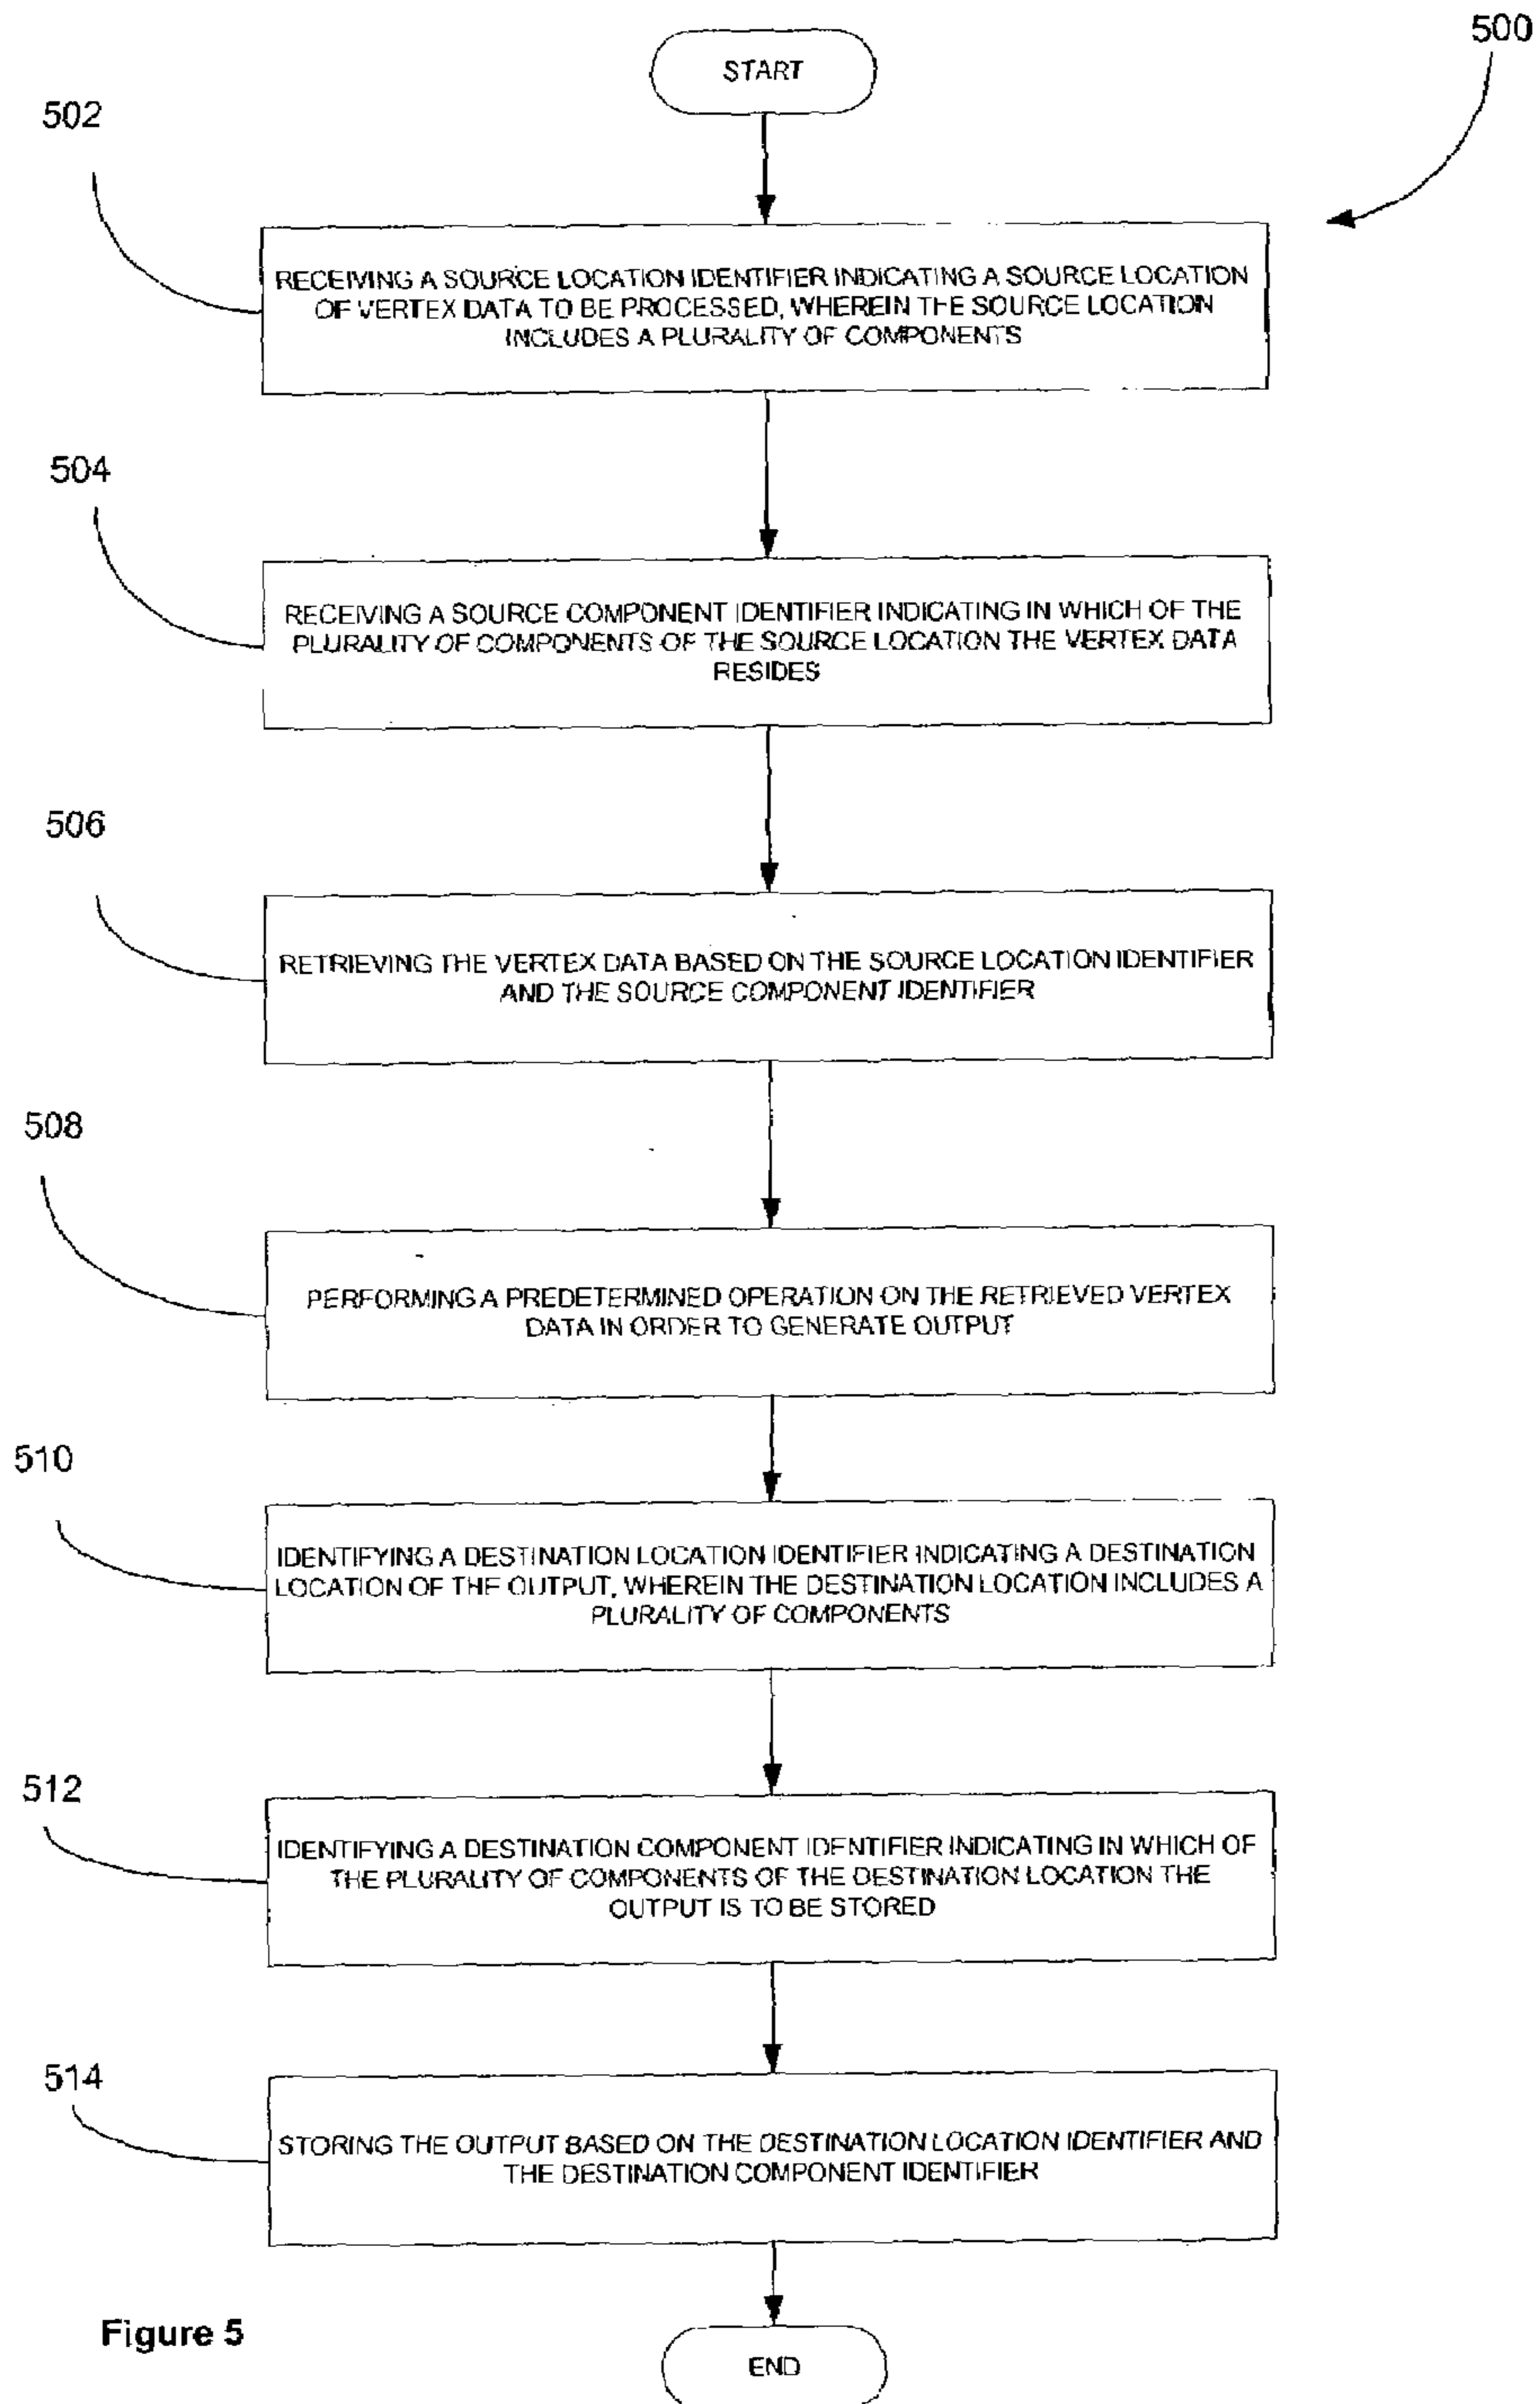 500
START
502
RECEIVING A SOURCE LOCATION IDENTIFIER INDICATING A SOURCE LOCATION
OF VERTEX DATA TO BE PROCESSED, WHEREIN THE SOURCE LOCATION
INCLUDES A PLURALITY OF COMPONENTS
504
RECEIVING A SOURCE COMPONENT IDENTIFIER INDICATING IN WHICH OF THE
PLURALITY OF COMPONENTS OF THE SOURCE LOCATION THE VERTEX DATA
RESIDES
506
RETRIEVING THE VERTEX DATA BASED ON THE SOURCE LOCATION IDENTIFIER
AND THE SOURCE COMPONENT IDENTIFIER
508
PERFORMING A PREDETERMINED OPERATION ON THE RETRIEVED VERTEX
DATA IN ORDER TO GENERATE OUTPUT
510
IDENTIFYING A DESTINATION LOCATION IDENTIFIER INDICATING A DESTINATION
LOCATION OF THE OUTPUT, WHEREIN THE DESTINATION LOCATION INCLUDES A
PLURALITY OF COMPONENTS
512
IDENTIFYING A DESTINATION COMPONENT IDENTIFIER INDICATING IN WHICH OF
THE PLURALITY OF COMPONENTS OF THE DESTINATION LOCATION THE
OUTPUT IS TO BE STORED
514
STORING THE OUTPUT BASED ON THE DESTINATION LOCATION IDENTIFIER AND
THE DESTINATION COMPONENT IDENTIFIER
Figure 5
END